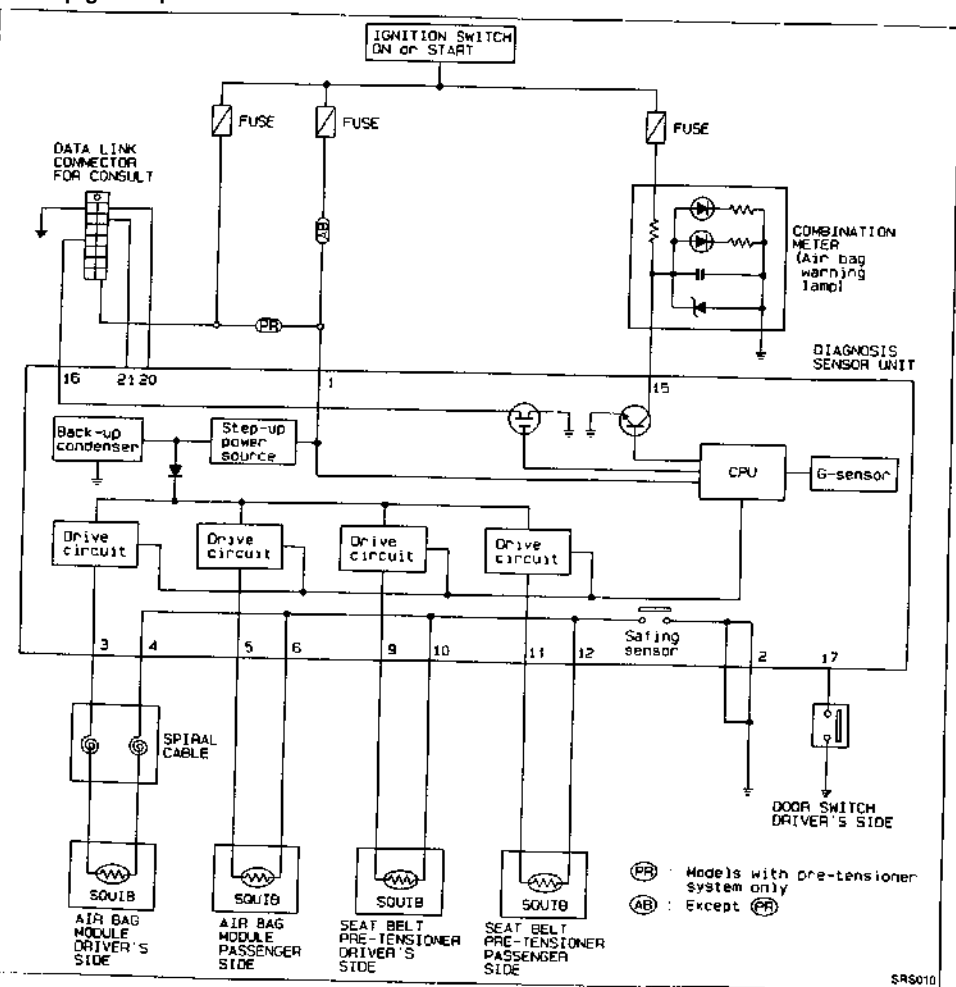 IGNITION SWITCH
ON or START
FUSE
FUSE
FUSE
DATA LINK
CONNECTOR
FOR CONSULT
AB
PR
COMBINATION
METER
(Air bag
warning
lamp)
DIAGNOSIS
SENSOR UNIT
16
21
20
1
15
Back-up
condenser
Step-up
power
source
CPU
G-sensor
Drive
circuit
Drive
circuit
Drive
circuit
Drive
circuit
Safing
sensor
3
4
5
6
9
10
11
12
2
17
SPIRAL
CABLE
DOOR SWITCH
DRIVER'S SIDE
SQUIB
SQUIB
SQUIB
SQUIB
AIR BAG
MODULE
DRIVER'S
SIDE
AIR BAG
MODULE
PASSENGER
SIDE
SEAT BELT
PRE-TENSIONER
DRIVER'S
SIDE
SEAT BELT
PRE-TENSIONER
PASSENGER
SIDE
PR : Models with pre-tensioner
system only
AB : Except PR
SRS010